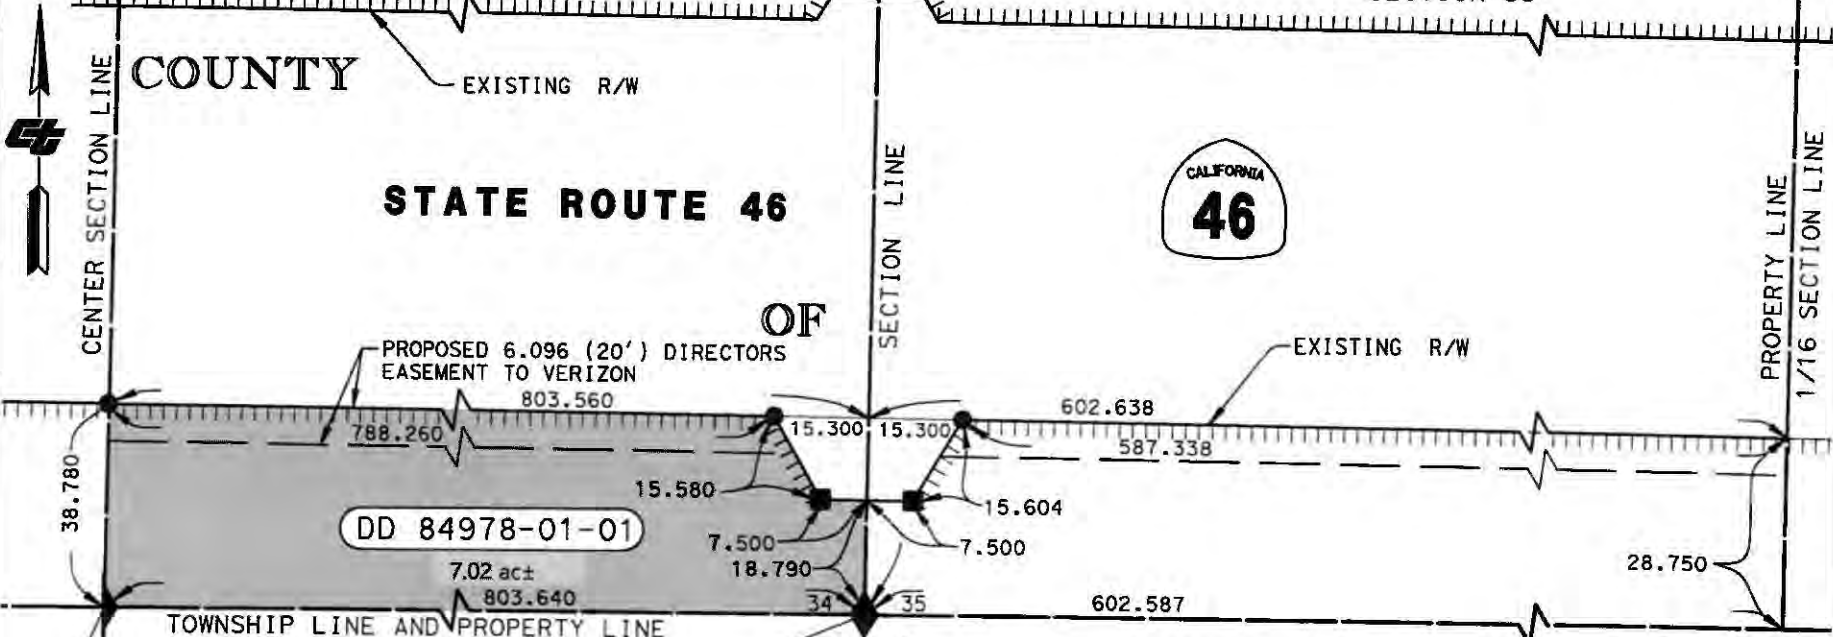 COUNTY
EXISTING R/W
CENTER SECTION LINE
STATE ROUTE 46
SECTION LINE
CALIFORNIA
46
PROPERTY LINE
1/16 SECTION LINE
OF
PROPOSED 6.096 (20') DIRECTORS
EASEMENT TO VERIZON
EXISTING R/W
803.560
602.638
788.260
15.300
15.300
587.338
38.780
15.580
15.604
DD 84978-01-01
7.500
7.500
7.02 ac±
18.790
28.750
803.640
34
35
602.587
TOWNSHIP LINE AND PROPERTY LINE